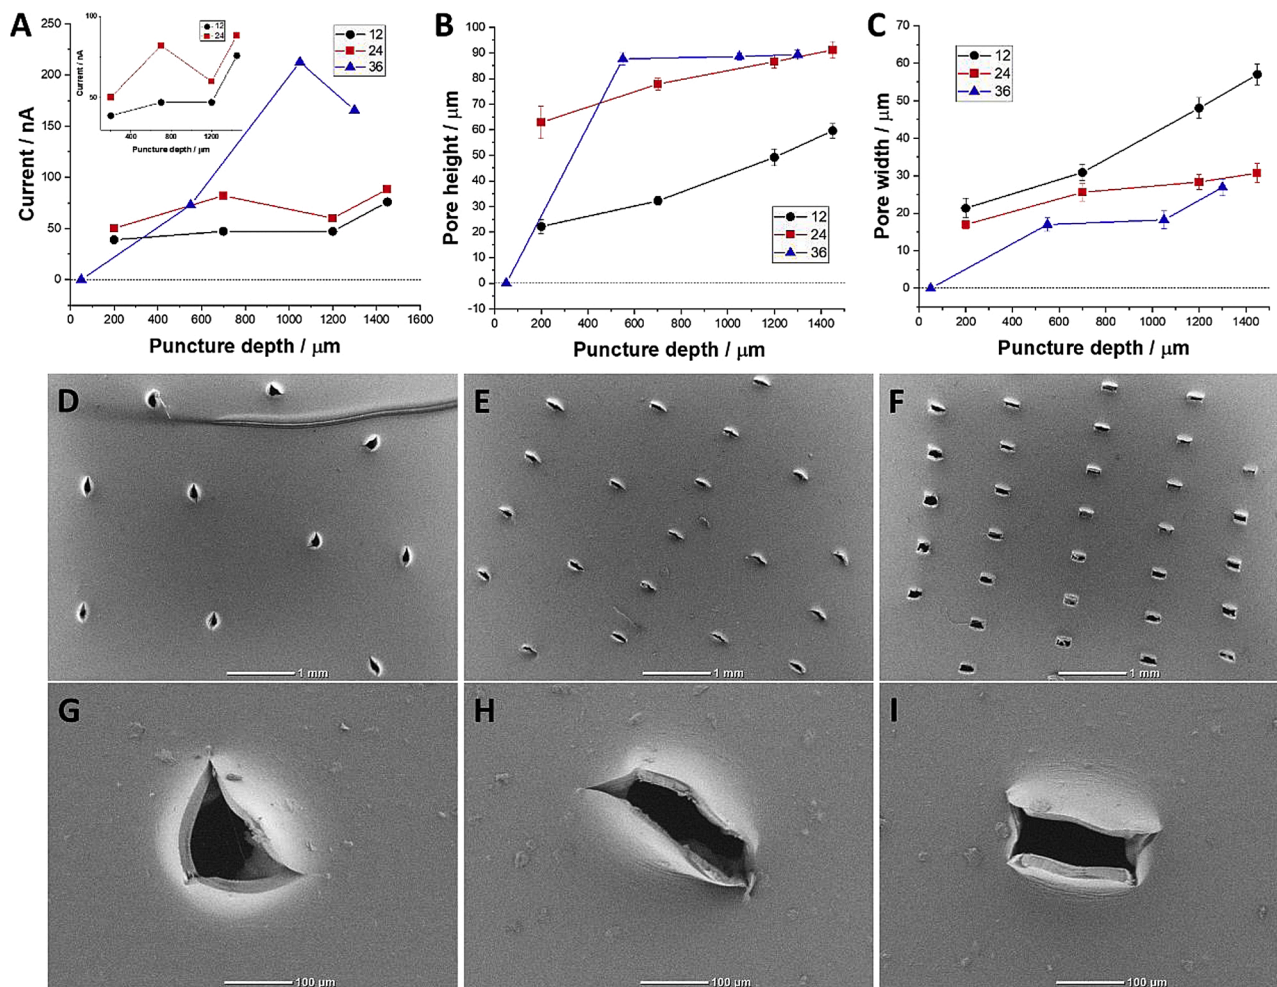 A
250
225
200
175
150
125
100
75
50
25
0
0 200 400 600 800 1000 1200 1400 1600
Current / nA
Puncture depth / μm
12
24
36
100
50
400 800 1200
Current / nA
Puncture depth / μm
12
24
B
100
90
80
70
60
50
40
30
20
10
0
-10
200 400 600 800 1000 1200 1400
Pore height / μm
Puncture depth / μm
12
24
36
C
70
60
50
40
30
20
10
0
0 200 400 600 800 1000 1200 1400
Pore width / μm
Puncture depth / μm
12
24
36
D
1 mm
E
1 mm
F
1 mm
G
100 μm
H
100 μm
I
100 μm